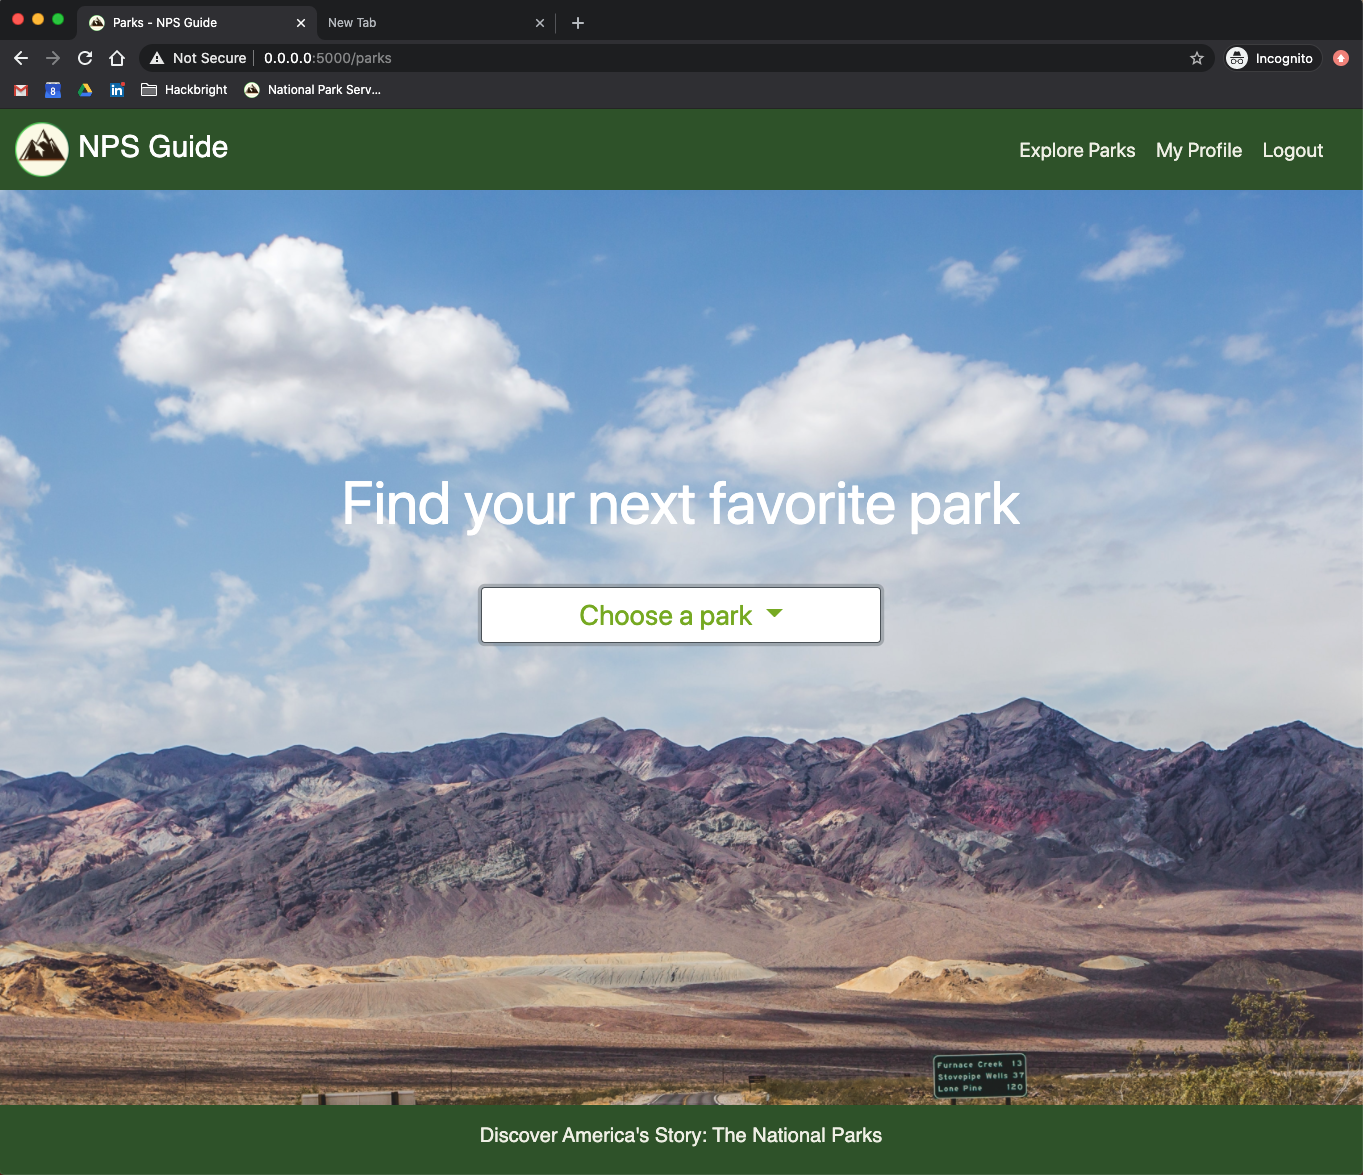 Parks - NPS Guide
New Tab
Not Secure
0.0.0.0:5000/parks
Incognito
8
in
Hackbright
National Park Serv...
NPS Guide
Explore Parks
My Profile
Logout
Find your next favorite park
Choose a park
Furnace Creek 13
Stovepipe Wells 37
Lone Pine 120
Discover America's Story: The National Parks